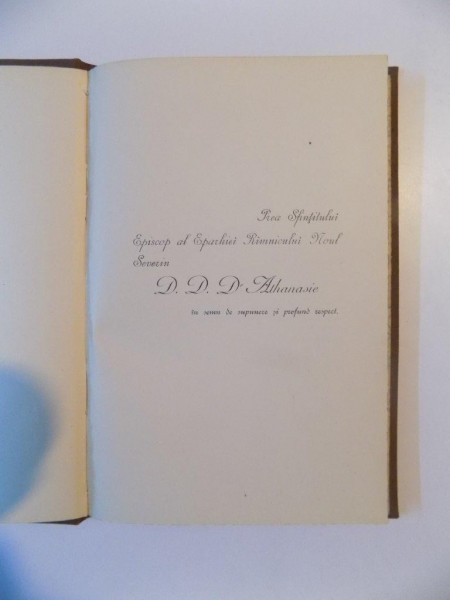 Prea Sfințitului
Episcop al Eparhiei Rîmnicului Noul
Severin
D. D. Dr Athanasie
în semn de supunere și profund respect.